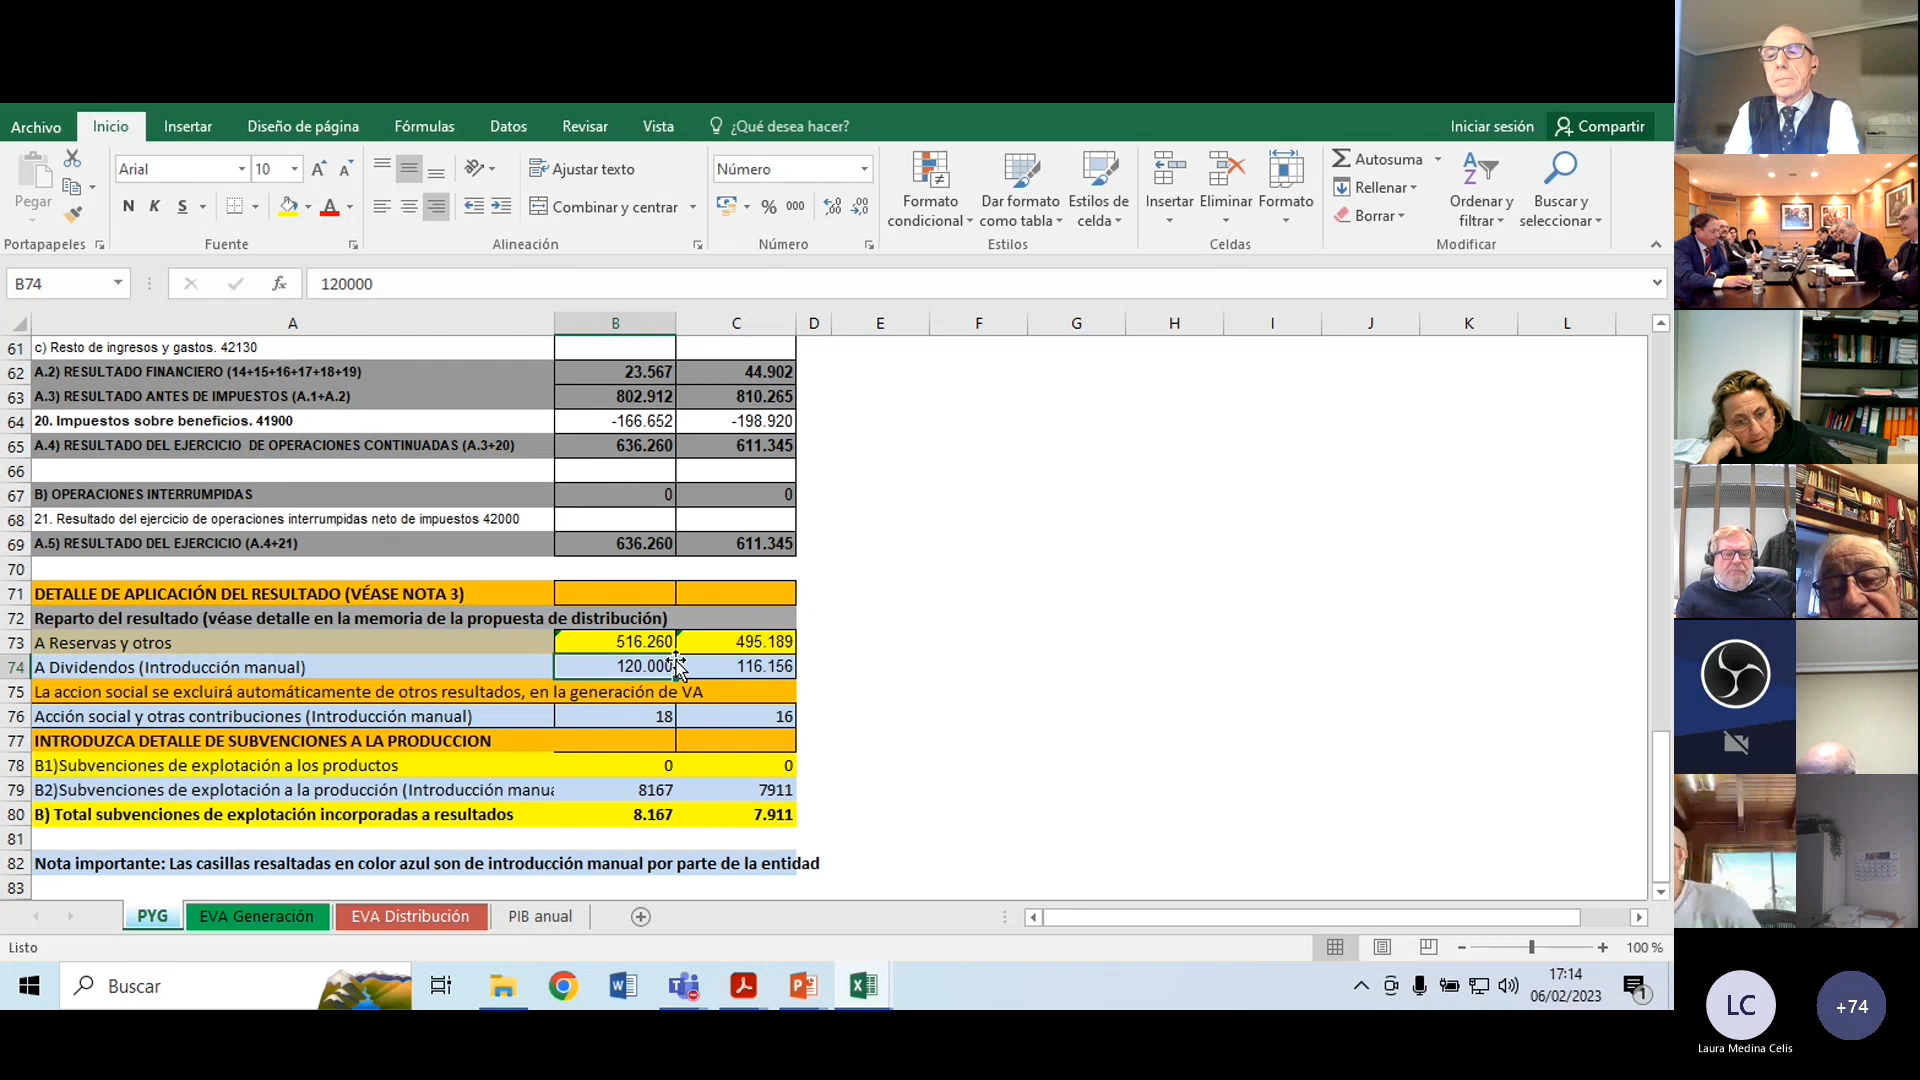 Archivo Inicio Insertar Diseño de página Fórmulas Datos Revisar Vista ¿Qué desea hacer? Iniciar sesión Compartir
Pegar
Portapapeles
Arial 10
N K S
Fuente
Ajustar texto
Combinar y centrar
Alineación
Número
% 000
Número
Formato condicional
Dar formato como tabla
Estilos de celda
Estilos
Insertar Eliminar Formato
Celdas
Autosuma
Rellenar
Borrar
Ordenar y filtrar
Buscar y seleccionar
Modificar
B74 fx 120000
A B C D E F G H I J K L
61 c) Resto de ingresos y gastos. 42130
62 A.2) RESULTADO FINANCIERO (14+15+16+17+18+19) 23.567 44.902
63 A.3) RESULTADO ANTES DE IMPUESTOS (A.1+A.2) 802.912 810.265
64 20. Impuestos sobre beneficios. 41900 -166.652 -198.920
65 A.4) RESULTADO DEL EJERCICIO DE OPERACIONES CONTINUADAS (A.3+20) 636.260 611.345
66
67 B) OPERACIONES INTERRUMPIDAS 0 0
68 21. Resultado del ejercicio de operaciones interrumpidas neto de impuestos 42000
69 A.5) RESULTADO DEL EJERCICIO (A.4+21) 636.260 611.345
70
71 DETALLE DE APLICACIÓN DEL RESULTADO (VÉASE NOTA 3)
72 Reparto del resultado (véase detalle en la memoria de la propuesta de distribución)
73 A Reservas y otros 516.260 495.189
74 A Dividendos (Introducción manual) 120.000 116.156
75 La accion social se excluirá automáticamente de otros resultados, en la generación de VA
76 Acción social y otras contribuciones (Introducción manual) 18 16
77 INTRODUZCA DETALLE DE SUBVENCIONES A LA PRODUCCION
78 B1)Subvenciones de explotación a los productos 0 0
79 B2)Subvenciones de explotación a la producción (Introducción manua 8167 7911
80 B) Total subvenciones de explotación incorporadas a resultados 8.167 7.911
81
82 Nota importante: Las casillas resaltadas en color azul son de introducción manual por parte de la entidad
83
PYG EVA Generación EVA Distribución PIB anual
Listo 100 %
Buscar
17:14
06/02/2023
1
LC
Laura Medina Celis
+74